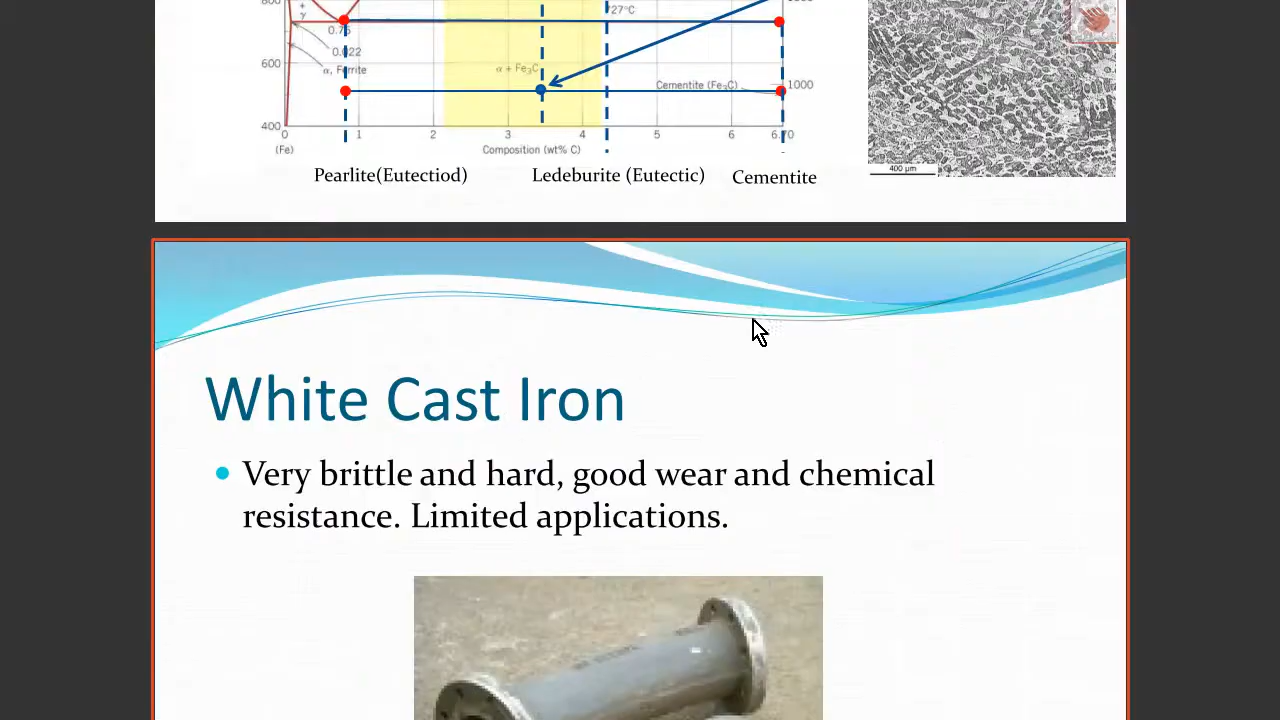 800
727°C
+
γ
0.76
0.022
600
α, Ferrite
α + Fe3C
Cementite (Fe3C)
1000
400
0
1
2
3
4
5
6
6.70
(Fe)
Composition (wt% C)
Pearlite(Eutectiod)
Ledeburite (Eutectic)
Cementite
400 µm
White Cast Iron
Very brittle and hard, good wear and chemical
resistance. Limited applications.